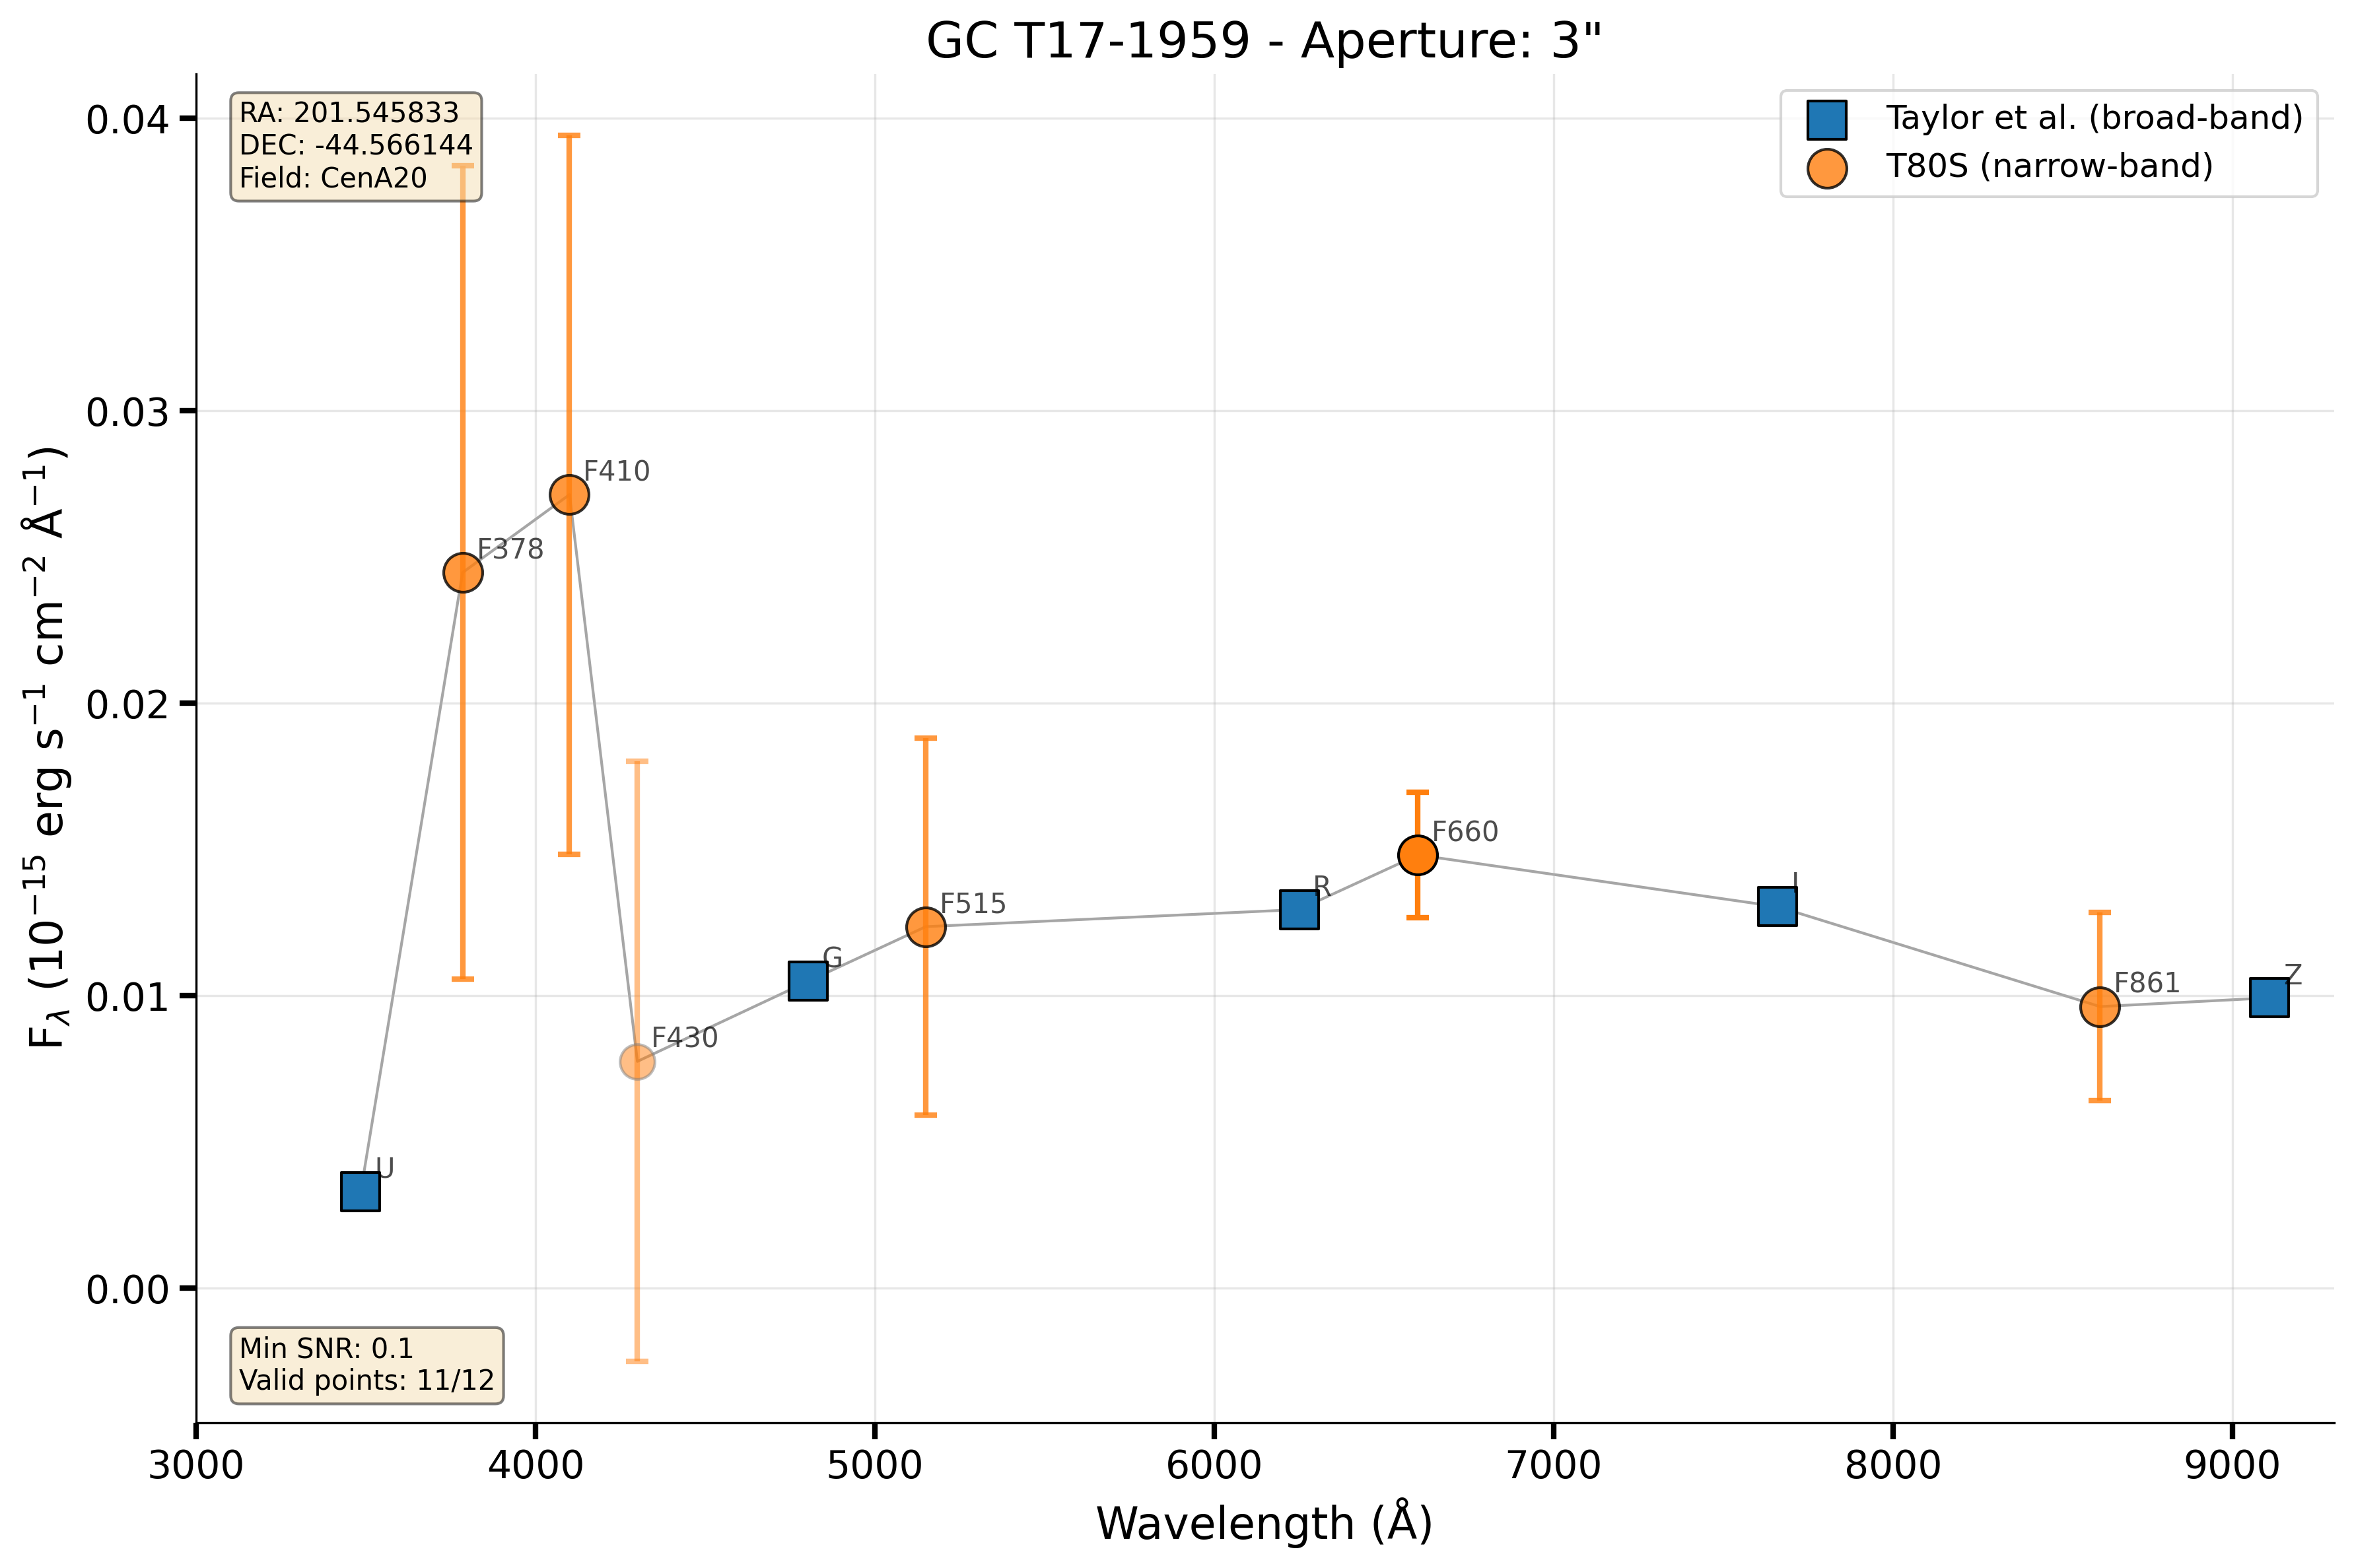 GC T17-1959 - Aperture: 3"
RA: 201.545833
DEC: -44.566144
Field: CenA20
Taylor et al. (broad-band)
T80S (narrow-band)
0.04
0.03
0.02
0.01
0.00
F_λ (10⁻¹⁵ erg s⁻¹ cm⁻² Å⁻¹)
U
F378
F410
F430
G
F515
R
F660
I
F861
Z
Min SNR: 0.1
Valid points: 11/12
3000
4000
5000
6000
7000
8000
9000
Wavelength (Å)